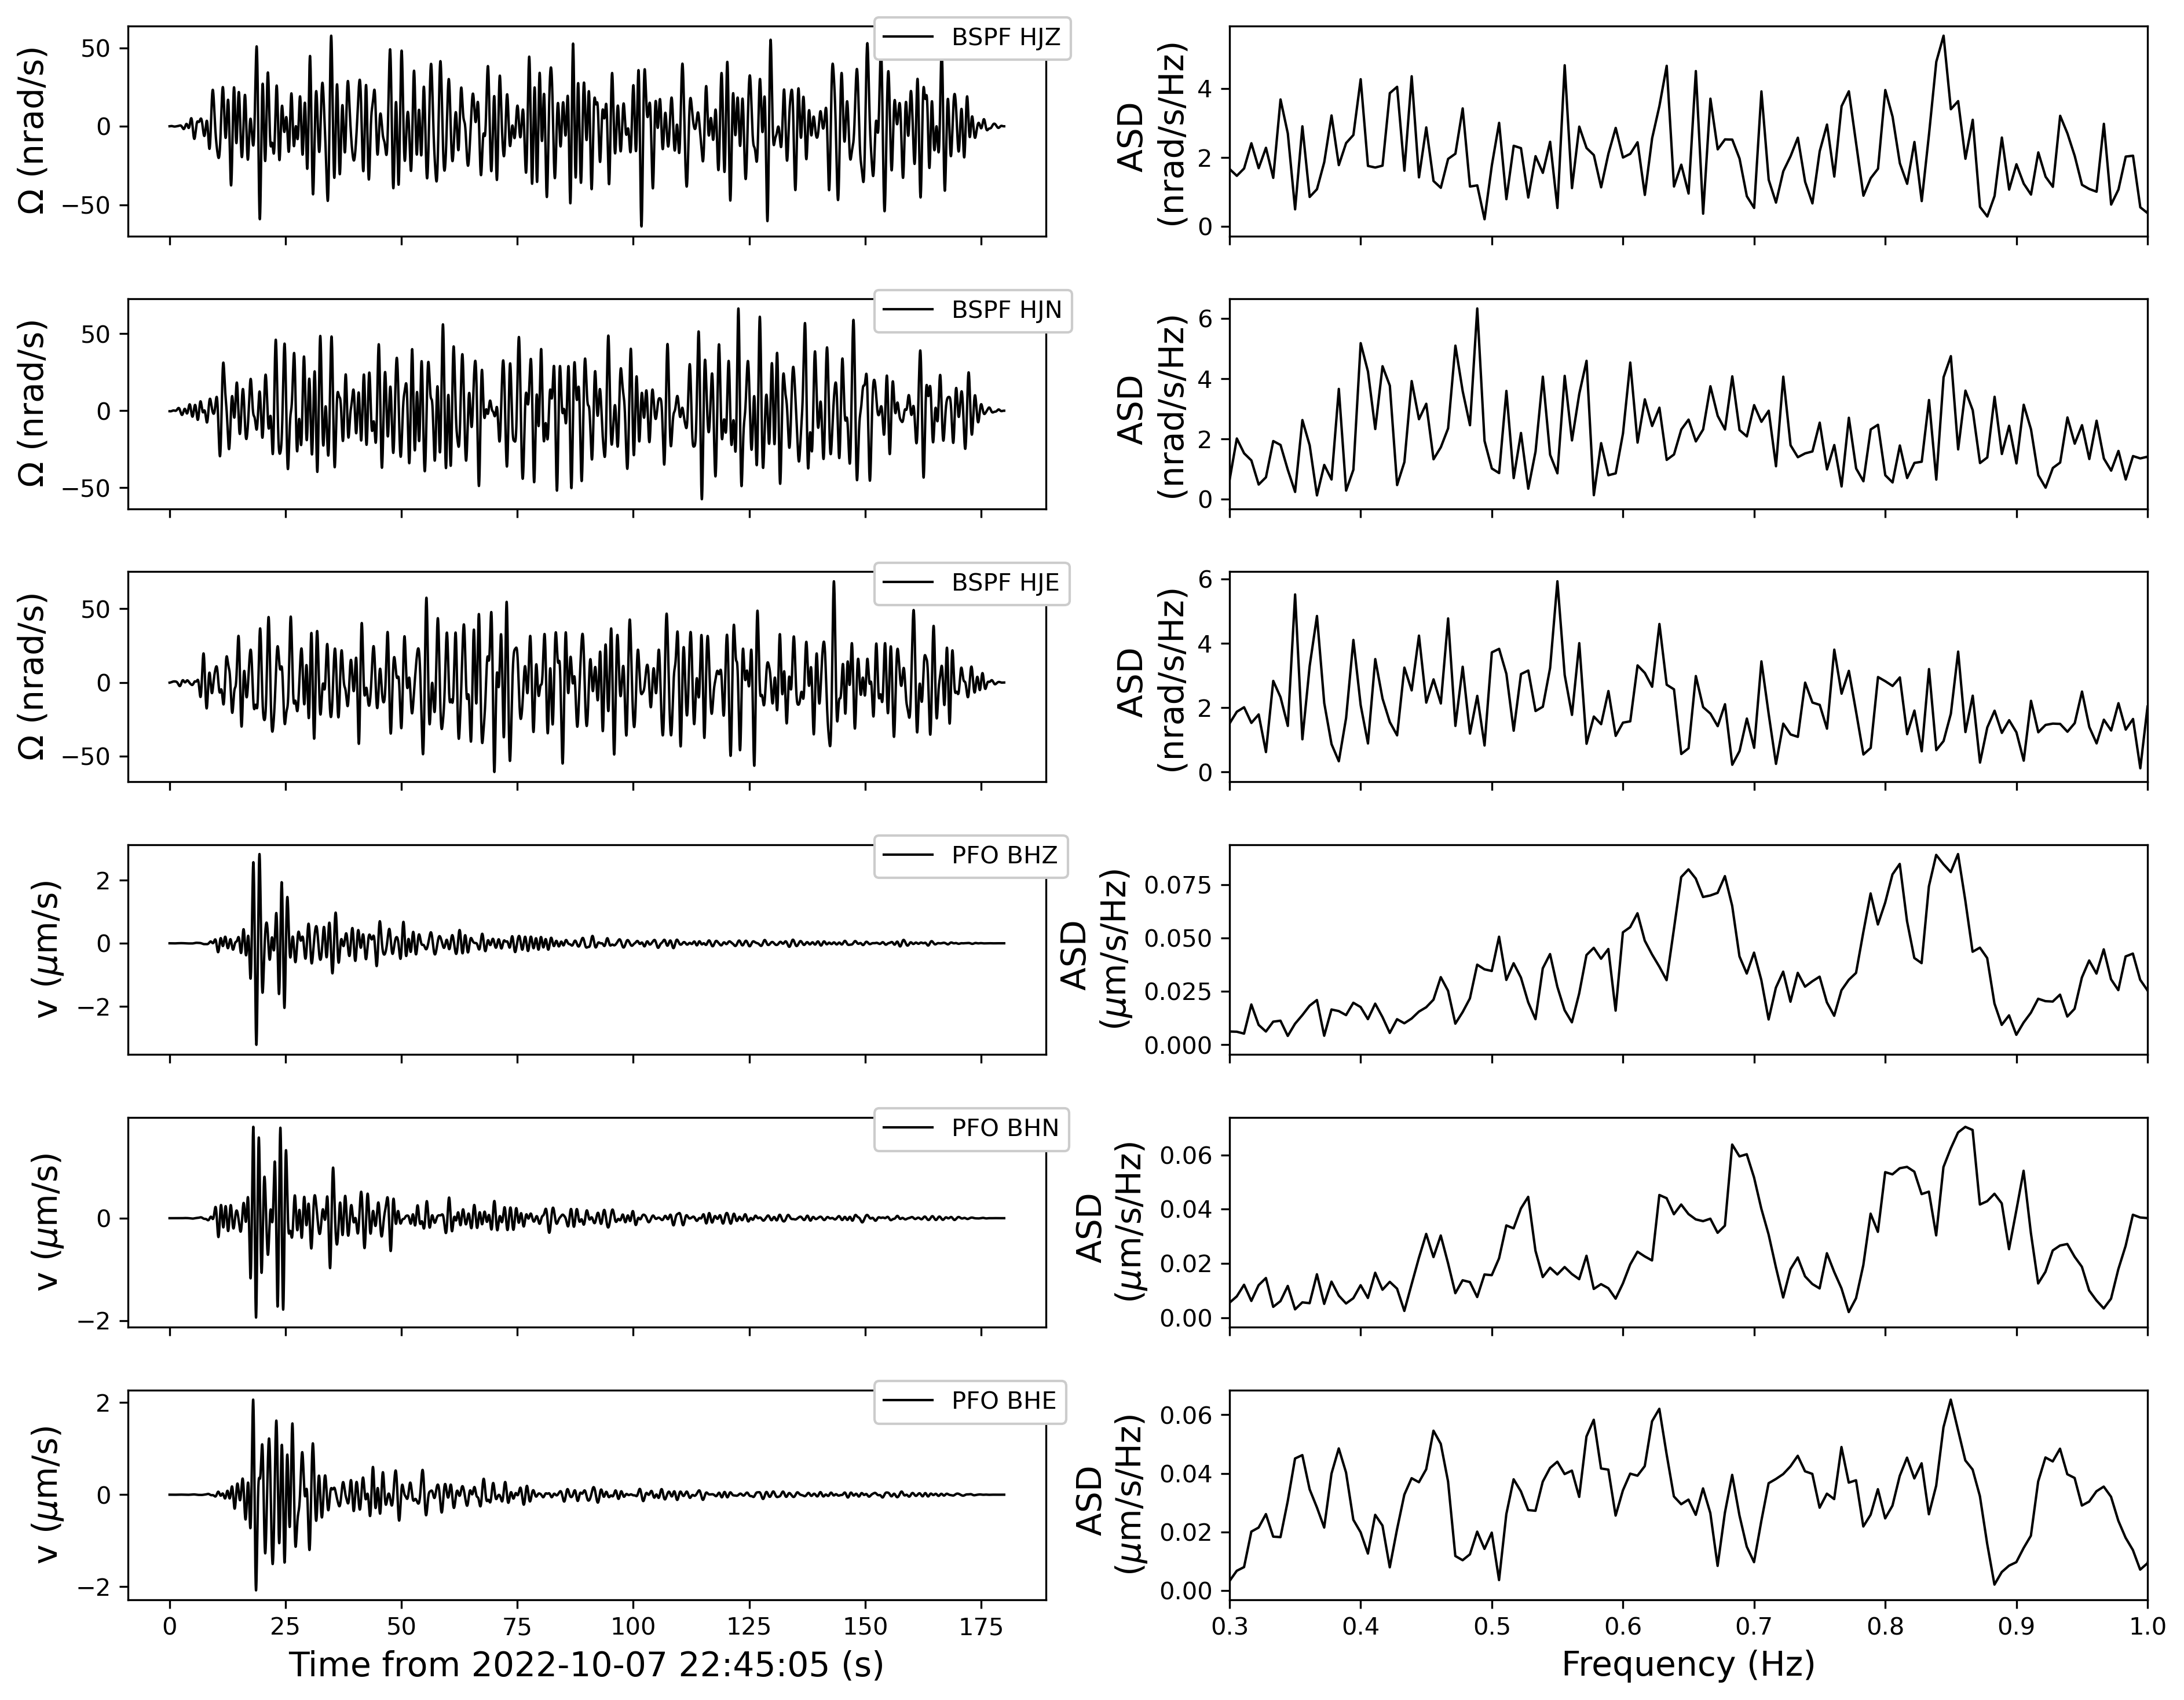 BSPF HJZ
Ω (nrad/s)
50
0
−50
ASD
(nrad/s/Hz)
4
2
0
BSPF HJN
Ω (nrad/s)
50
0
−50
ASD
(nrad/s/Hz)
6
4
2
0
BSPF HJE
Ω (nrad/s)
50
0
−50
ASD
(nrad/s/Hz)
6
4
2
0
PFO BHZ
v (μm/s)
2
0
−2
ASD
(μm/s/Hz)
0.075
0.050
0.025
0.000
PFO BHN
v (μm/s)
0
−2
ASD
(μm/s/Hz)
0.06
0.04
0.02
0.00
PFO BHE
v (μm/s)
2
0
−2
ASD
(μm/s/Hz)
0.06
0.04
0.02
0.00
0 25 50 75 100 125 150 175
Time from 2022-10-07 22:45:05 (s)
0.3 0.4 0.5 0.6 0.7 0.8 0.9 1.0
Frequency (Hz)